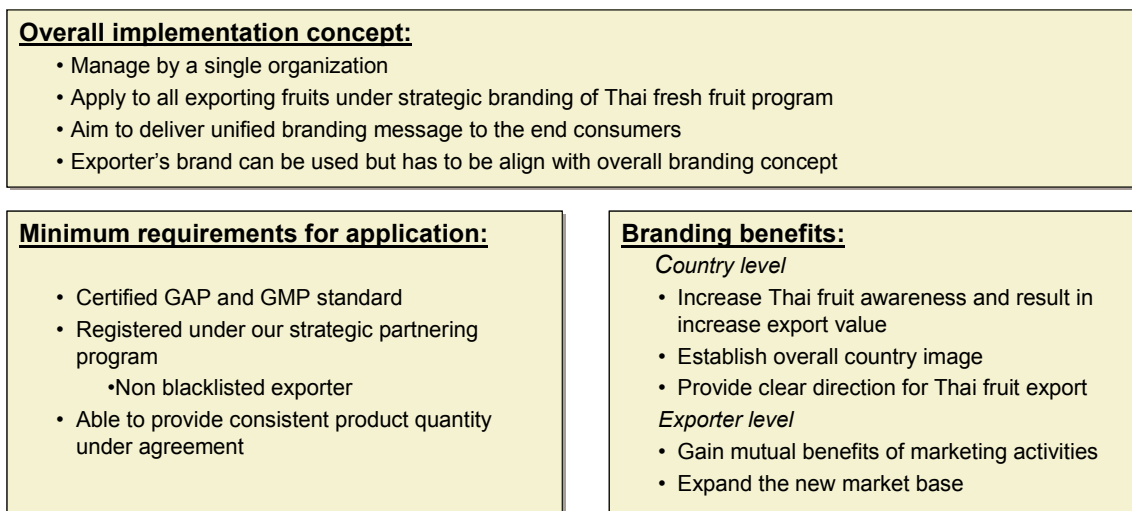 Overall implementation concept:
• Manage by a single organization
• Apply to all exporting fruits under strategic branding of Thai fresh fruit program
• Aim to deliver unified branding message to the end consumers
• Exporter's brand can be used but has to be align with overall branding concept
Minimum requirements for application:
• Certified GAP and GMP standard
• Registered under our strategic partnering
program
•Non blacklisted exporter
• Able to provide consistent product quantity
under agreement
Branding benefits:
Country level
• Increase Thai fruit awareness and result in
increase export value
• Establish overall country image
• Provide clear direction for Thai fruit export
Exporter level
• Gain mutual benefits of marketing activities
• Expand the new market base